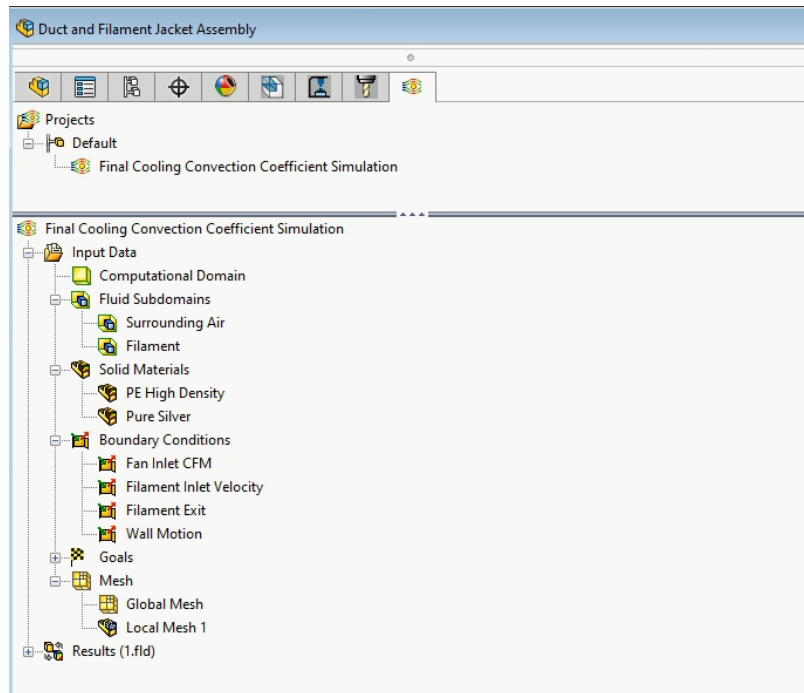 Duct and Filament Jacket Assembly
Projects
Default
Final Cooling Convection Coefficient Simulation
Final Cooling Convection Coefficient Simulation
Input Data
Computational Domain
Fluid Subdomains
Surrounding Air
Filament
Solid Materials
PE High Density
Pure Silver
Boundary Conditions
Fan Inlet CFM
Filament Inlet Velocity
Filament Exit
Wall Motion
Goals
Mesh
Global Mesh
Local Mesh 1
Results (1.fld)